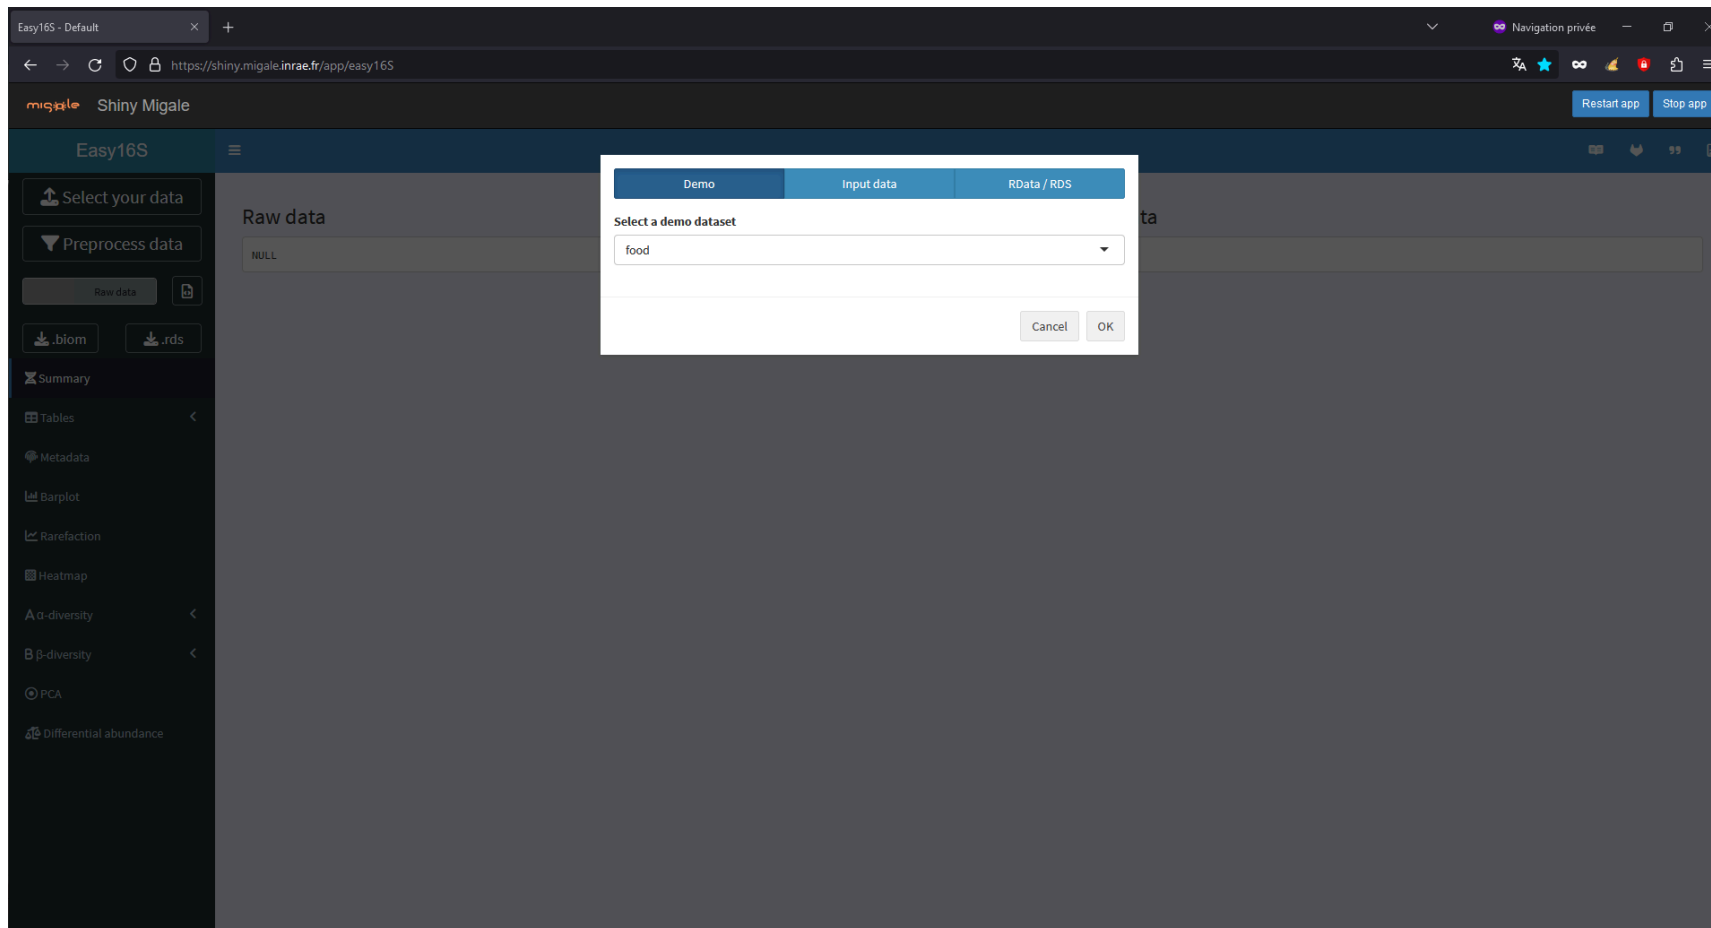 Easy16S - Default
Navigation privée
https://shiny.migale.inrae.fr/app/easy16S
migale Shiny Migale
Restart app
Stop app
Easy16S
Select your data
Preprocess data
Raw data
.biom
.rds
Summary
Tables
Metadata
Barplot
Rarefaction
Heatmap
A α-diversity
B β-diversity
PCA
Differential abundance
Raw data
NULL
ta
Demo
Input data
RData / RDS
Select a demo dataset
food
Cancel
OK